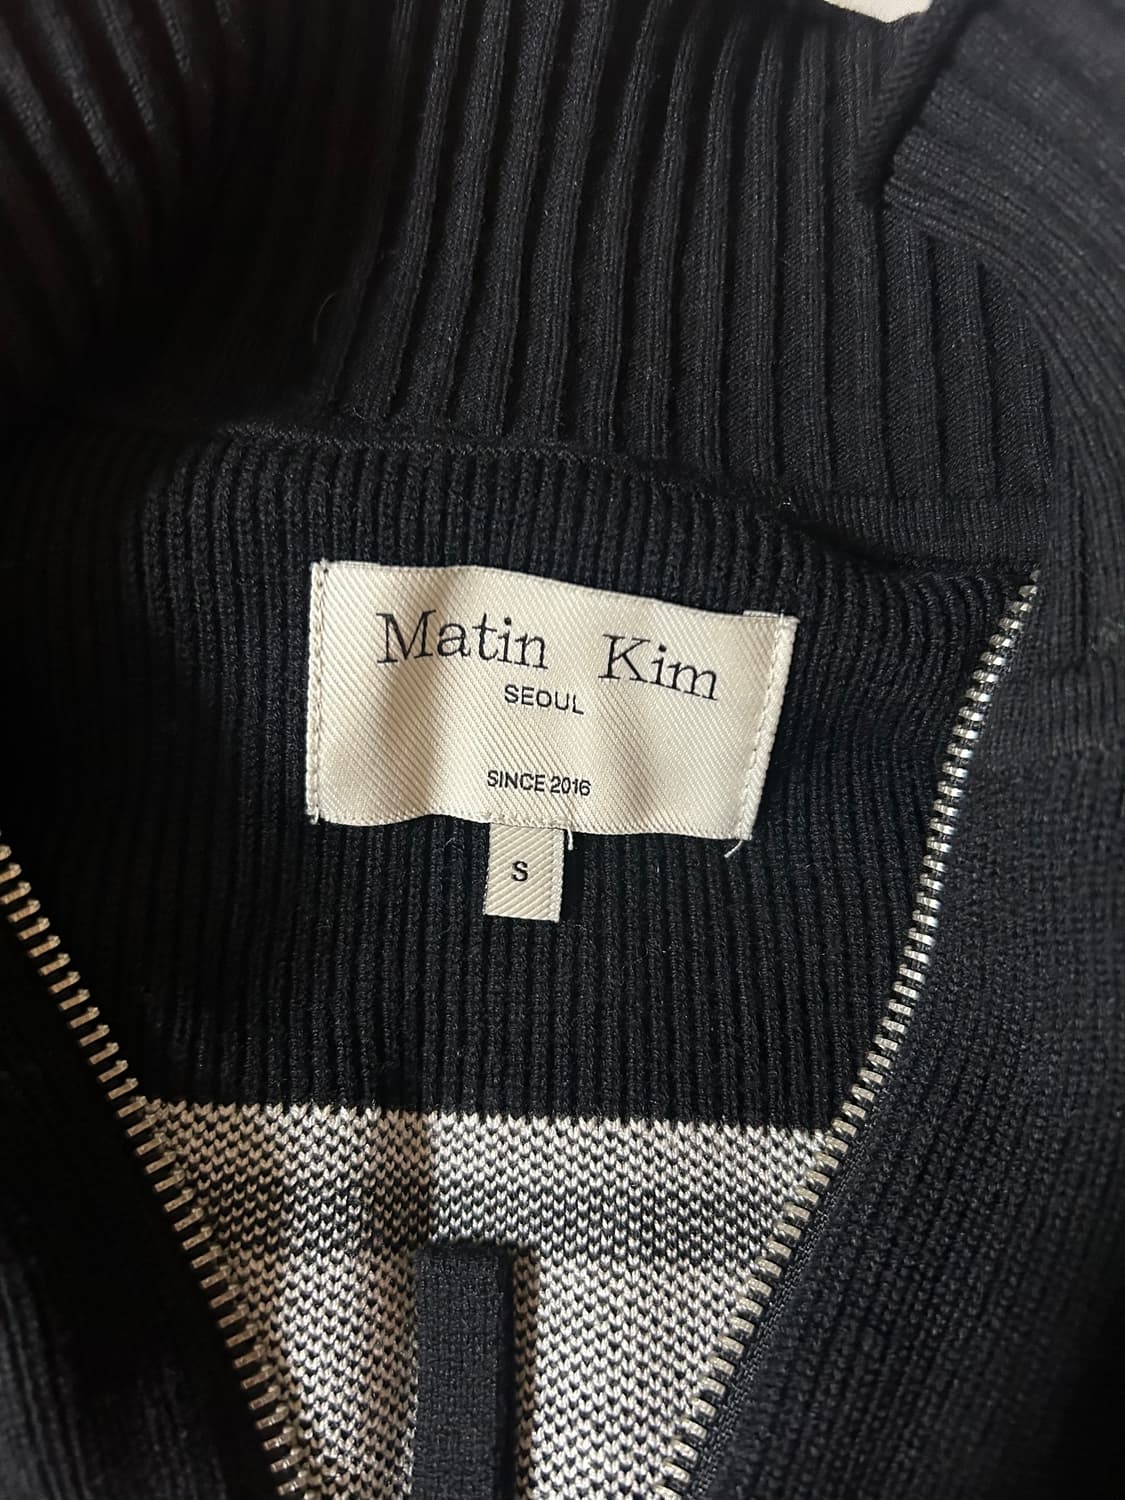 Matin Kim
SEOUL
SINCE 2016
S